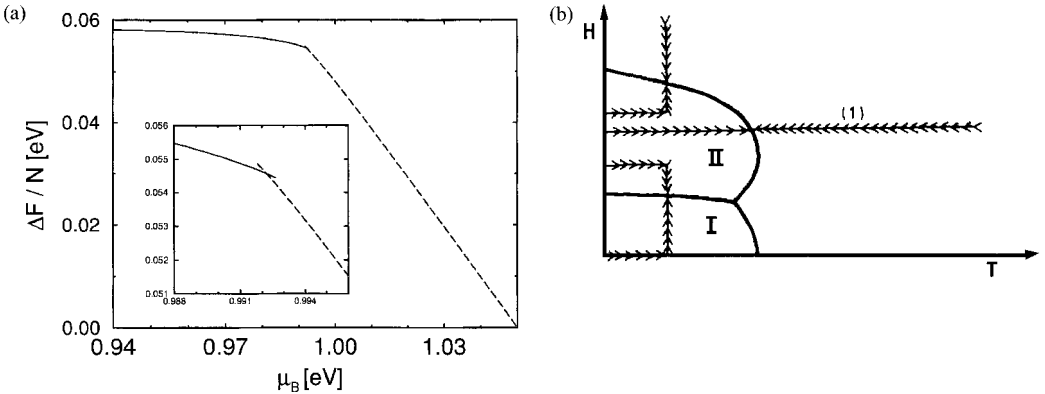 (a)
0.06
0.04
0.02
0.00
ΔF / N [eV]
0.94
0.97
1.00
1.03
μB [eV]
0.056
0.055
0.054
0.053
0.052
0.051
0.988
0.991
0.994
(b)
H
(1)
II
I
T